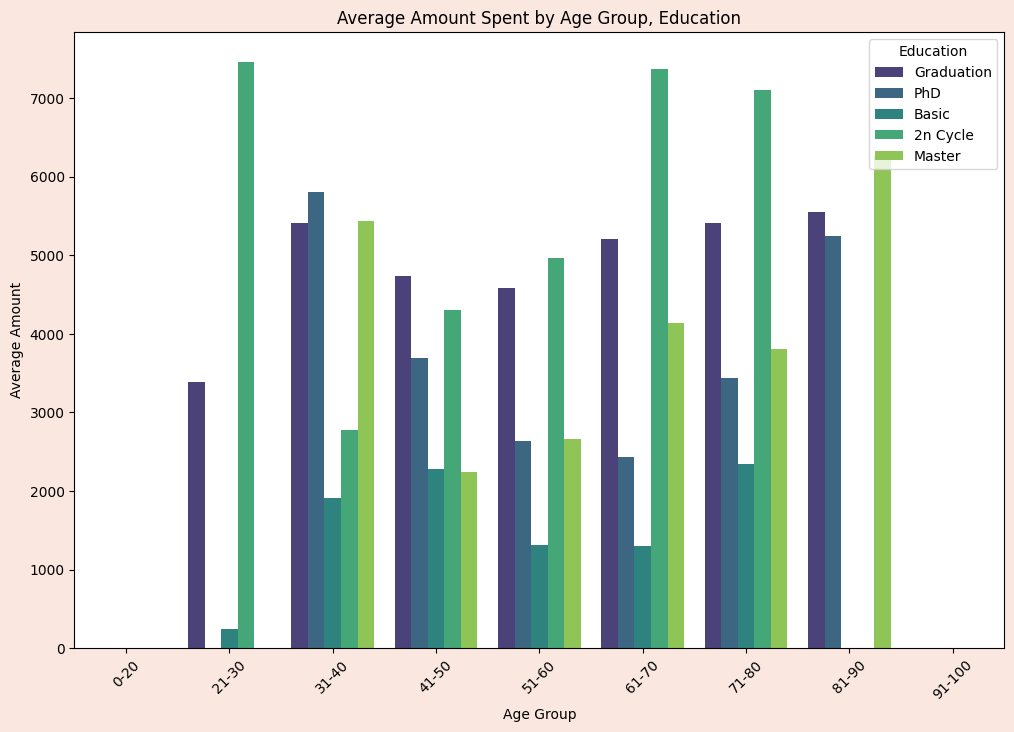 Average Amount Spent by Age Group, Education
Education
Graduation
PhD
Basic
2n Cycle
Master
Average Amount
7000
6000
5000
4000
3000
2000
1000
0
0-20
21-30
31-40
41-50
51-60
61-70
71-80
81-90
91-100
Age Group